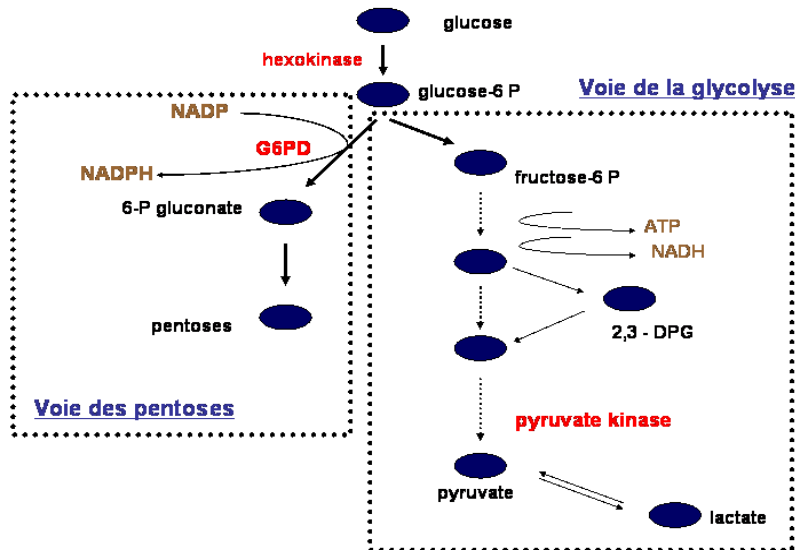 glucose
hexokinase
glucose-6 P
Voie de la glycolyse
NADP
G6PD
NADPH
fructose-6 P
6-P gluconate
ATP
NADH
pentoses
2,3 - DPG
Voie des pentoses
pyruvate kinase
pyruvate
lactate